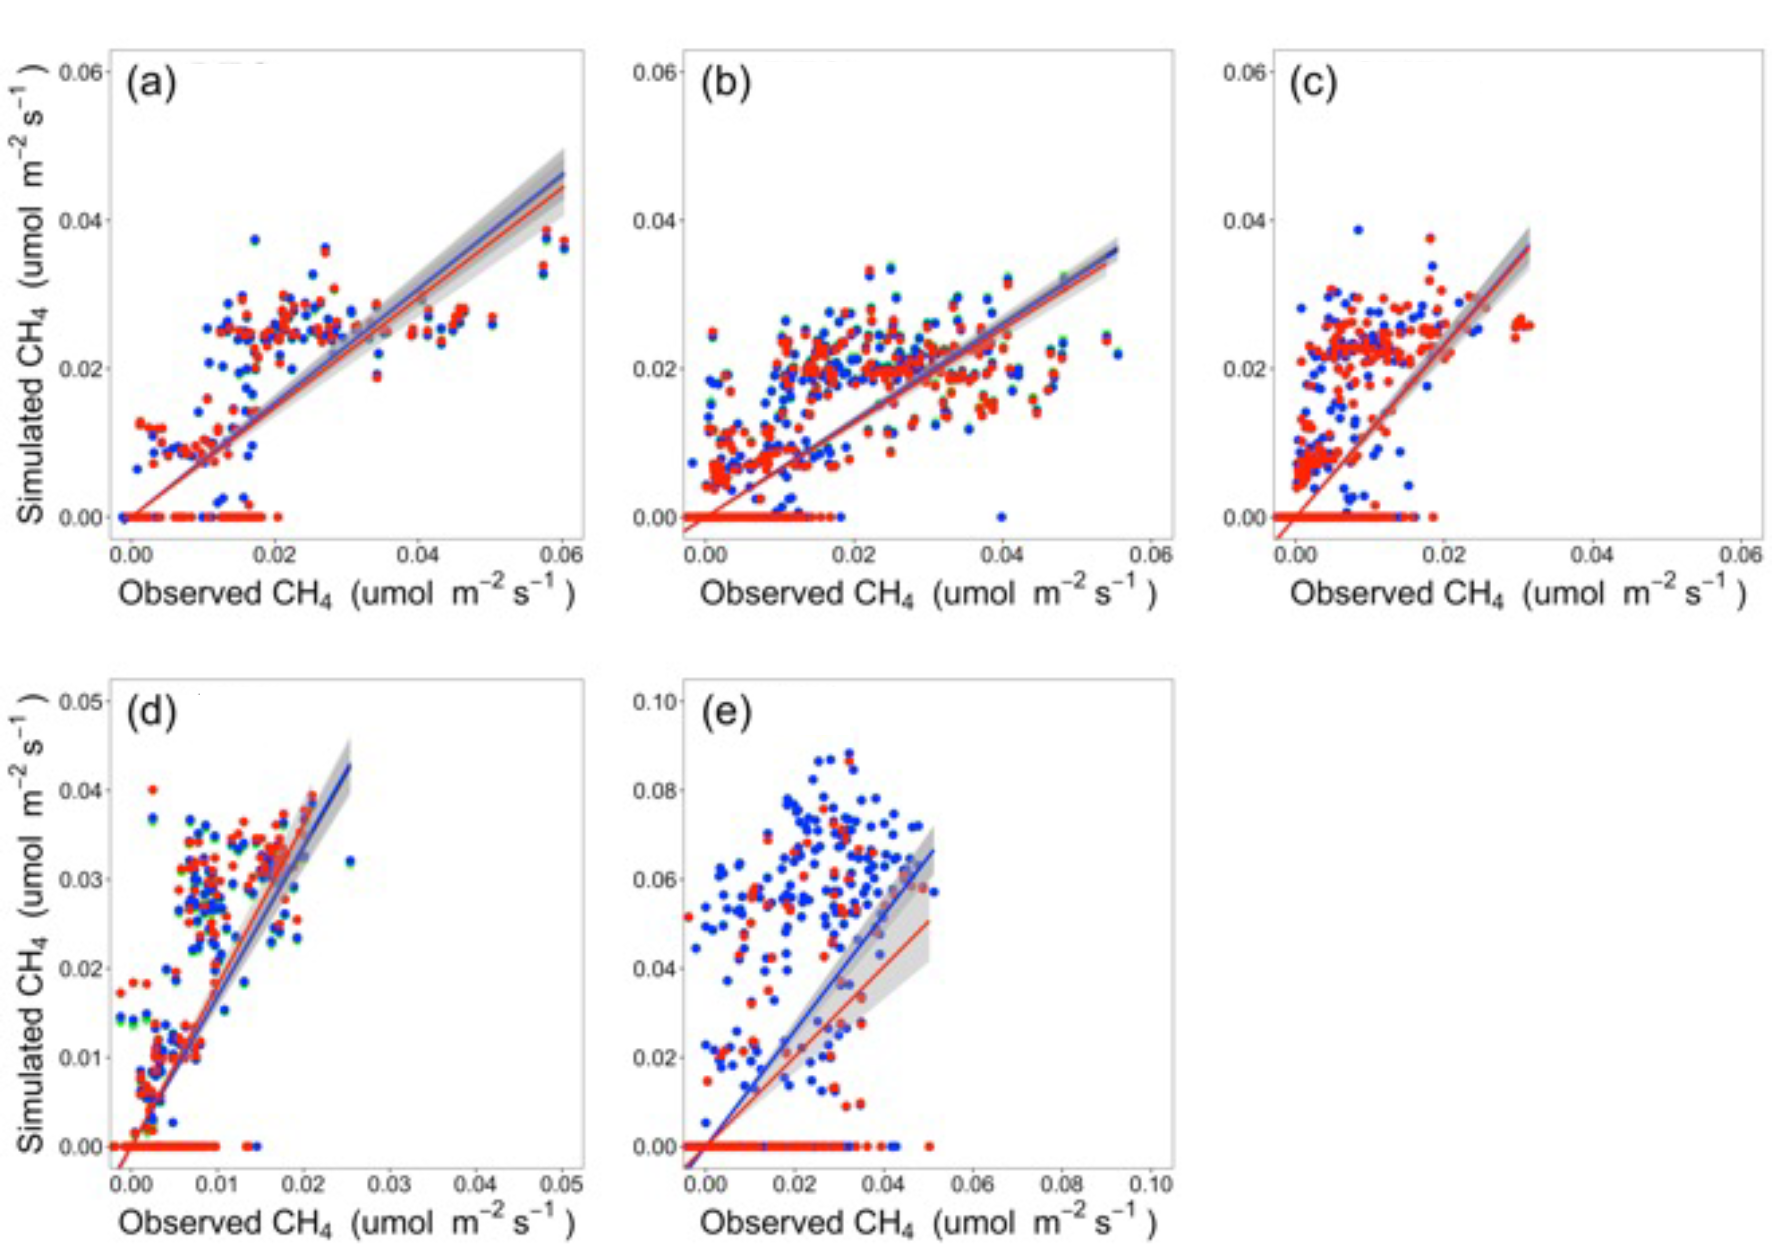 (a)
(b)
(c)
Simulated CH₄ (umol m⁻² s⁻¹ )
0.06
0.04
0.02
0.00
0.06
0.04
0.02
0.00
0.06
0.04
0.02
0.00
0.00 0.02 0.04 0.06
0.00 0.02 0.04 0.06
0.00 0.02 0.04 0.06
Observed CH₄ (umol m⁻² s⁻¹ )
Observed CH₄ (umol m⁻² s⁻¹ )
Observed CH₄ (umol m⁻² s⁻¹ )
(d)
(e)
Simulated CH₄ (umol m⁻² s⁻¹ )
0.05
0.04
0.03
0.02
0.01
0.00
0.10
0.08
0.06
0.04
0.02
0.00
0.00 0.01 0.02 0.03 0.04 0.05
0.00 0.02 0.04 0.06 0.08 0.10
Observed CH₄ (umol m⁻² s⁻¹ )
Observed CH₄ (umol m⁻² s⁻¹ )